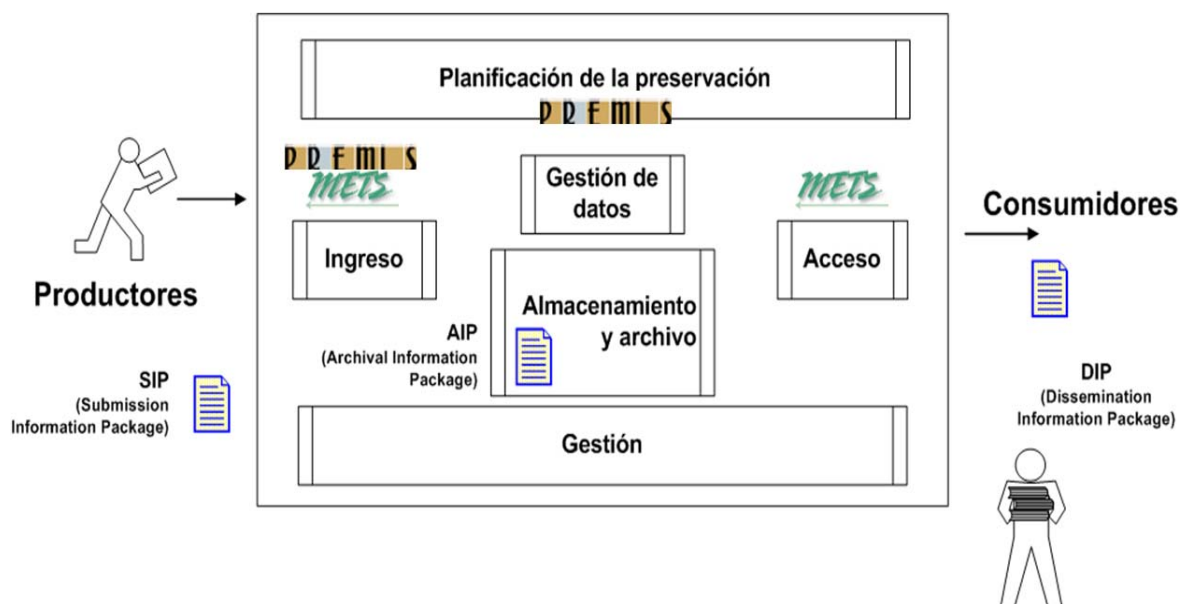 Planificación de la preservación
PREMIS
PREMIS
METS
Gestión de
datos
METS
Ingreso
Acceso
Consumidores
Productores
Almacenamiento
y archivo
AIP
(Archival Information
Package)
SIP
(Submission
Information Package)
DIP
(Dissemination
Information Package)
Gestión